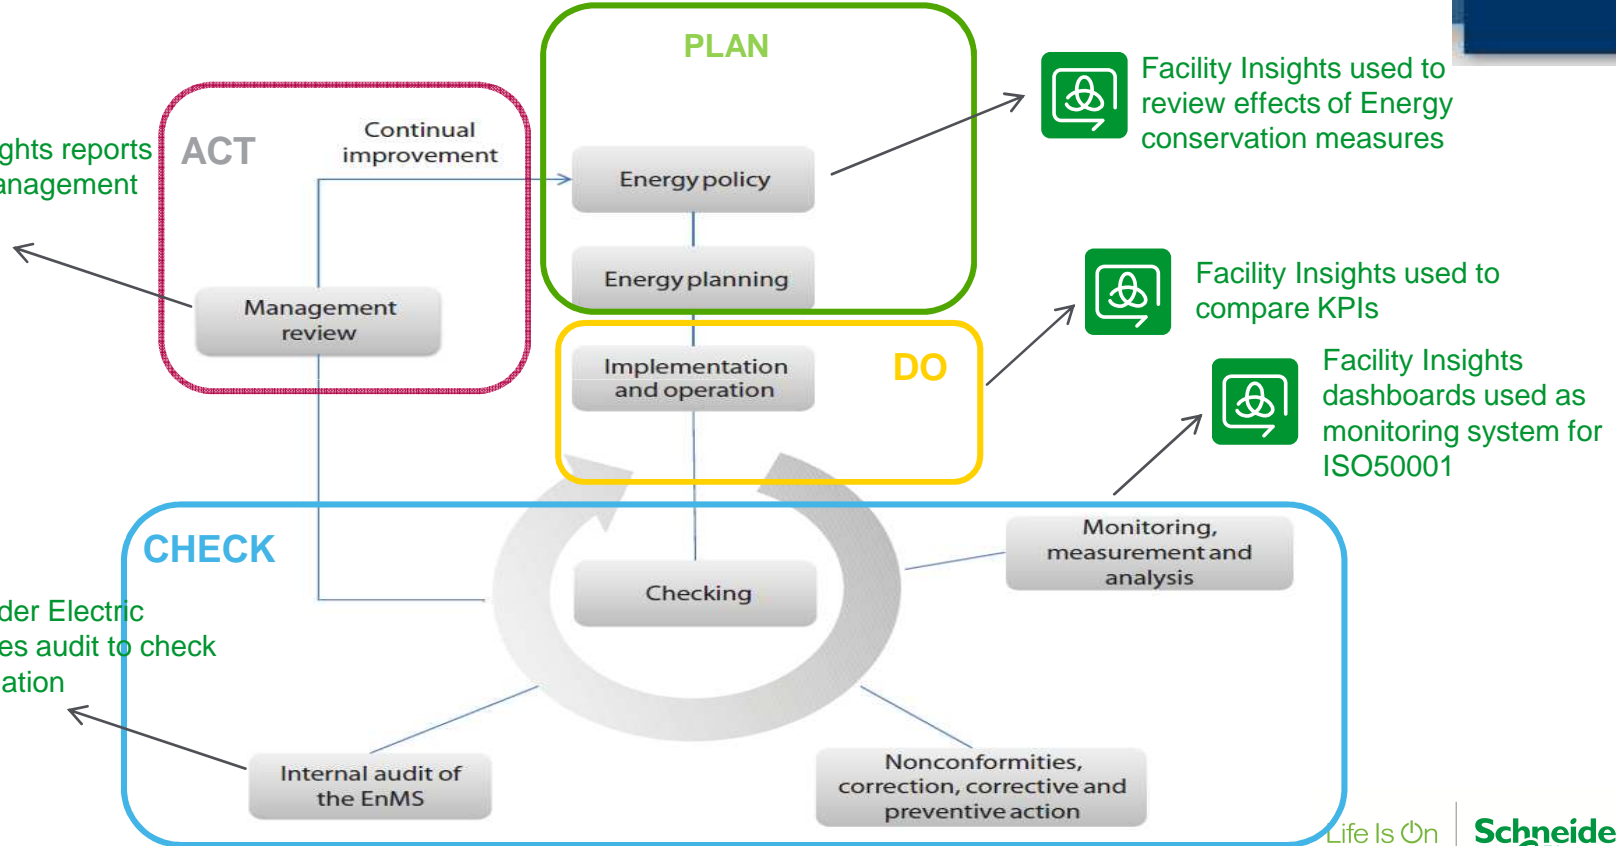 PLAN
Facility Insights used to
review effects of Energy
conservation measures
ACT
Continual
improvement
ghts reports
anagement
Energy policy
Energy planning
Management
review
Facility Insights used to
compare KPIs
Implementation
and operation
DO
Facility Insights
dashboards used as
monitoring system for
ISO50001
CHECK
Monitoring,
measurement and
analysis
Checking
der Electric
es audit to check
ation
Internal audit of
the EnMS
Nonconformities,
correction, corrective and
preventive action
Life Is On
Schneide